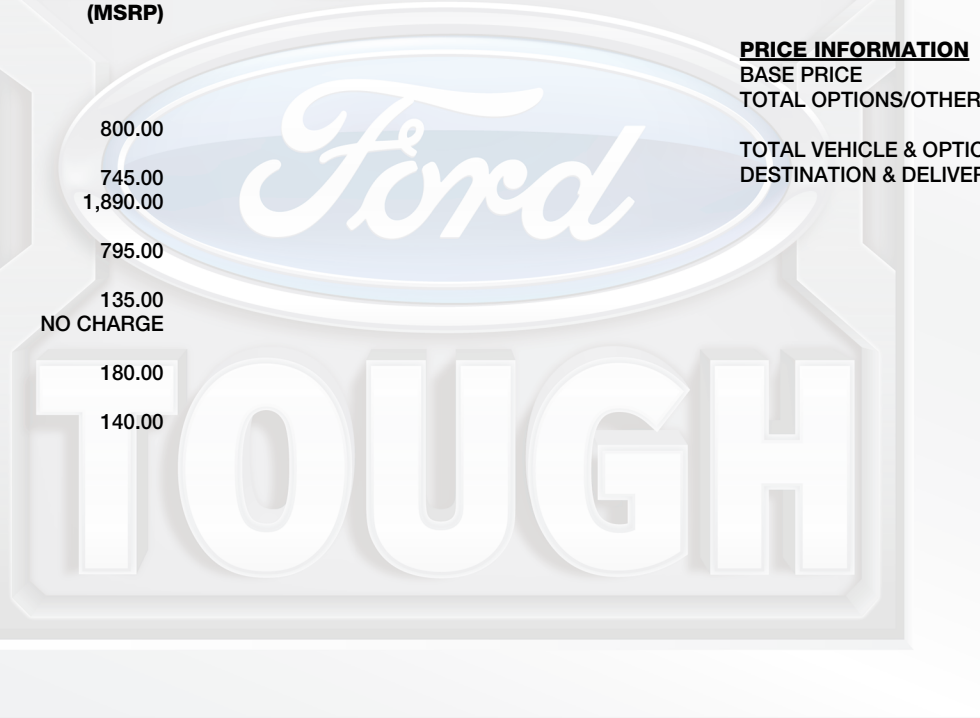 (MSRP)
800.00
745.00
1,890.00
795.00
135.00
NO CHARGE
180.00
140.00
PRICE INFORMATION
BASE PRICE
TOTAL OPTIONS/OTHER
TOTAL VEHICLE & OPTIO
DESTINATION & DELIVER
Ford
TOUGH